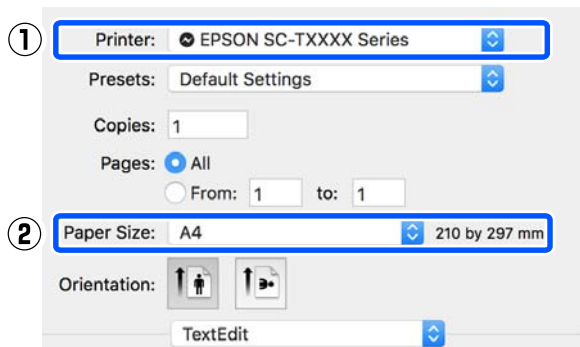 ① Printer: EPSON SC-TXXXX Series
Presets: Default Settings
Copies: 1
Pages: All
From: 1 to: 1
② Paper Size: A4 210 by 297 mm
Orientation:
TextEdit